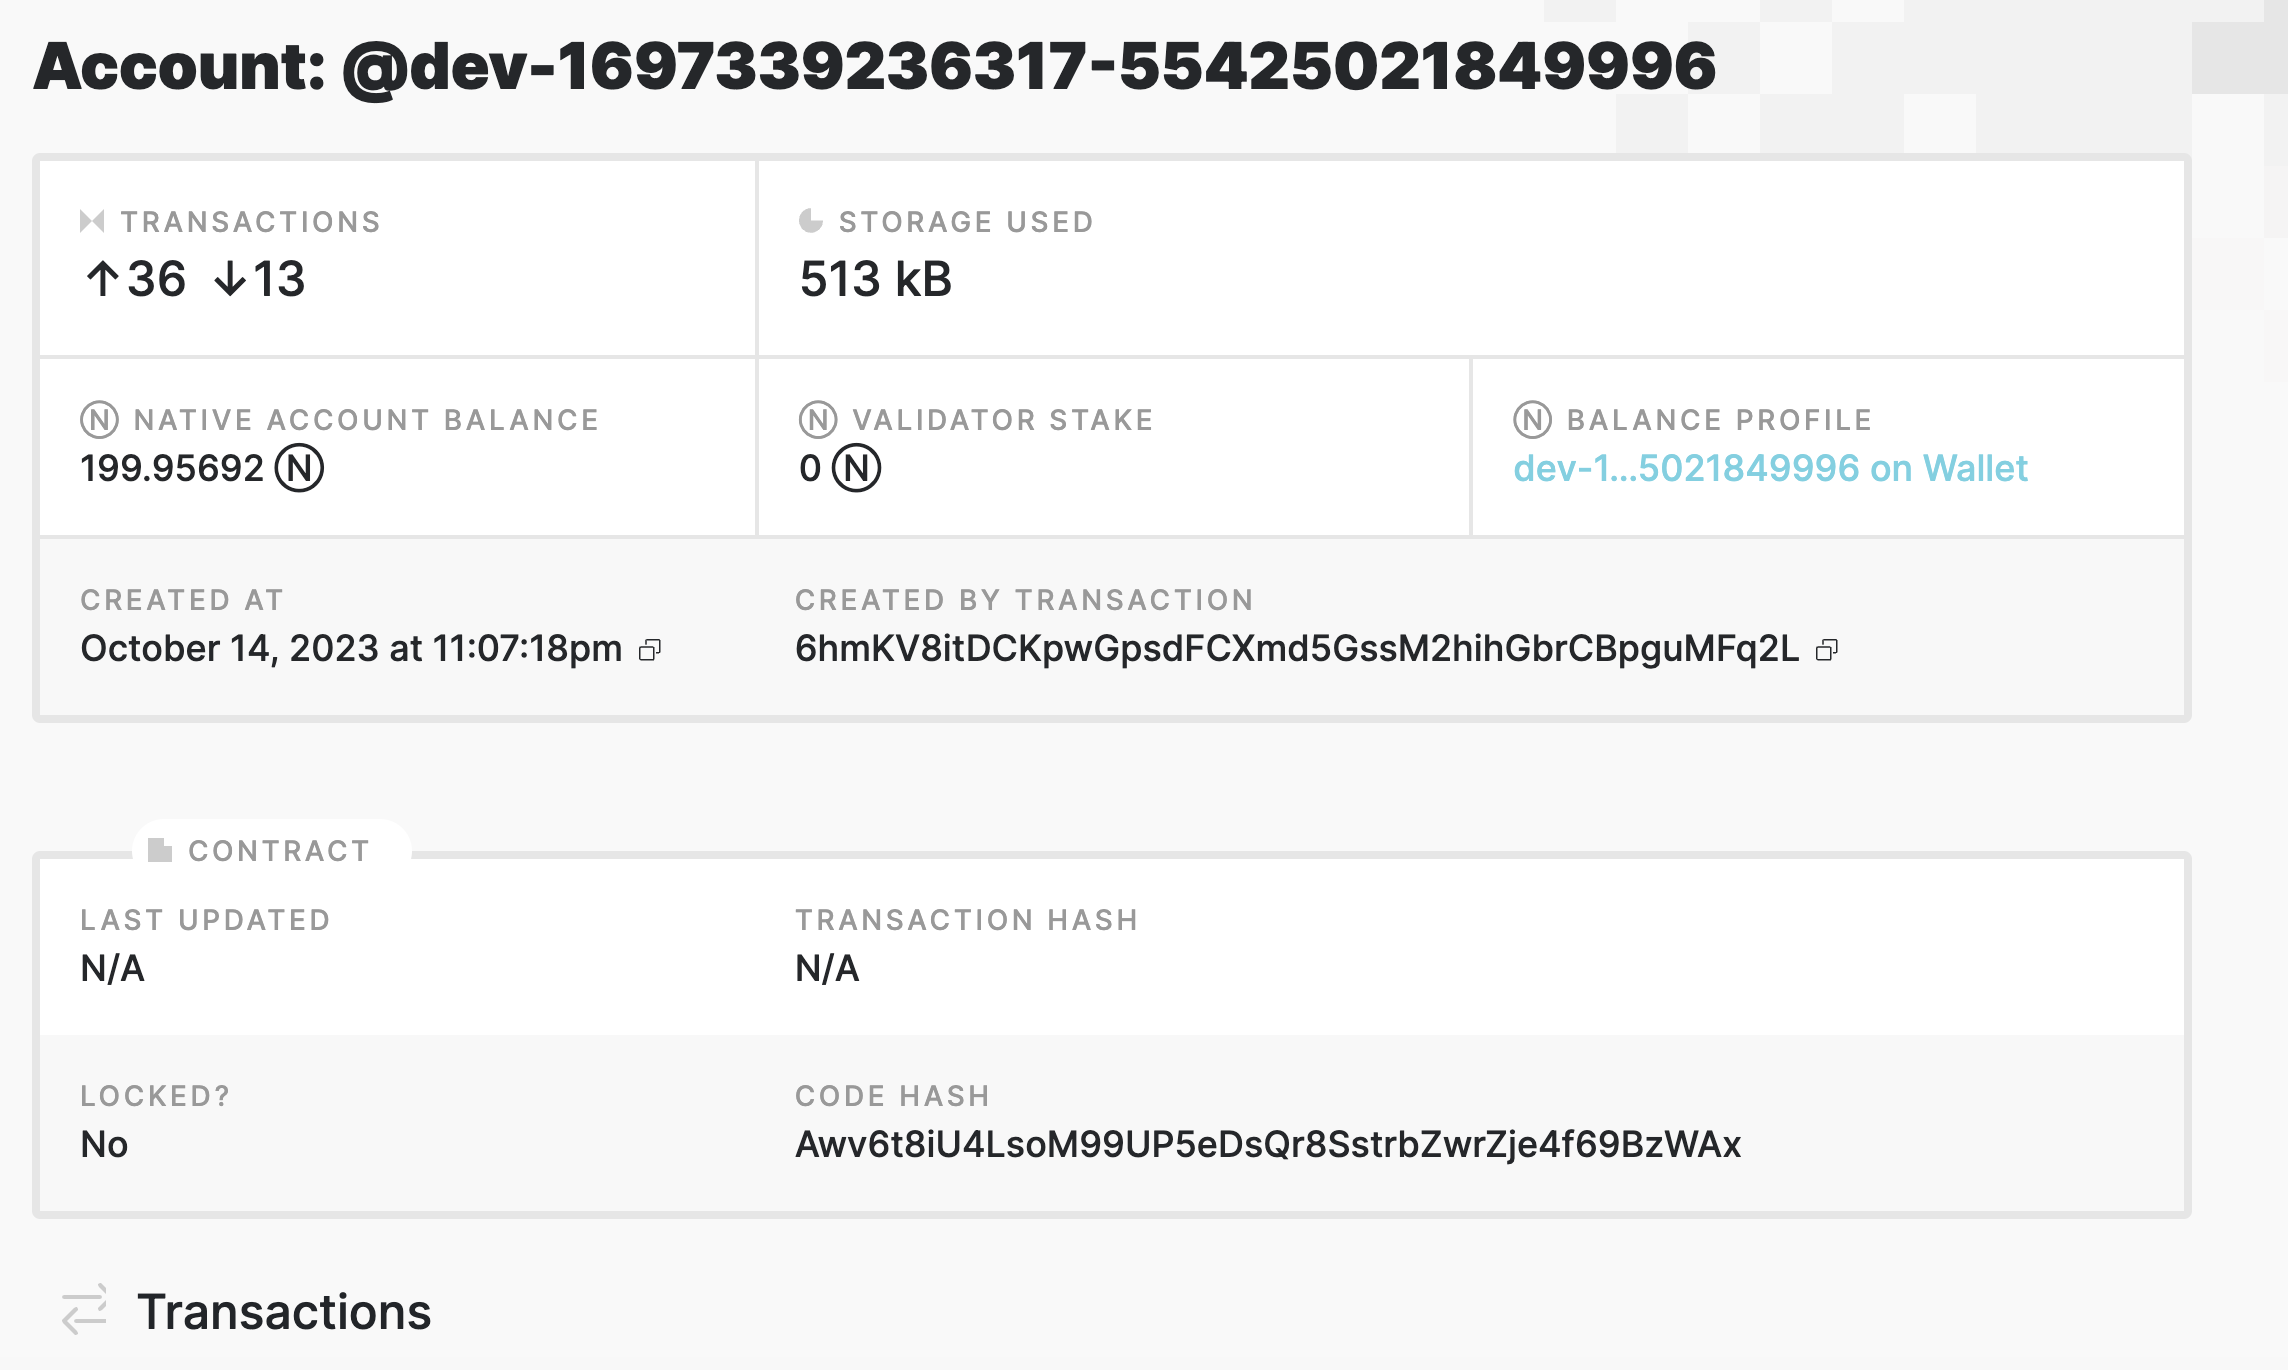 Account: @dev-1697339236317-55425021849996
TRANSACTIONS
↑36 ↓13
STORAGE USED
513 kB
NATIVE ACCOUNT BALANCE
199.95692 Ⓝ
VALIDATOR STAKE
0 Ⓝ
BALANCE PROFILE
dev-1...5021849996 on Wallet
CREATED AT
October 14, 2023 at 11:07:18pm
CREATED BY TRANSACTION
6hmKV8itDCKpwGpsdFCXmd5GssM2hihGbrCBpguMFq2L
CONTRACT
LAST UPDATED
N/A
TRANSACTION HASH
N/A
LOCKED?
No
CODE HASH
Awv6t8iU4LsoM99UP5eDsQr8SstrbZwrZje4f69BzWAx
Transactions